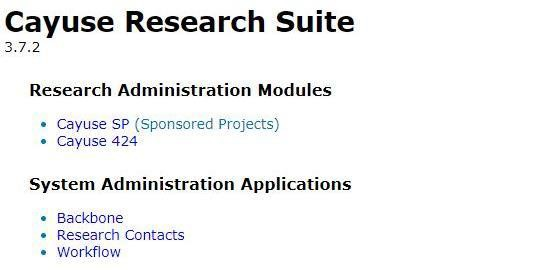 Cayuse Research Suite
3.7.2
Research Administration Modules
Cayuse SP (Sponsored Projects)
Cayuse 424
System Administration Applications
Backbone
Research Contacts
Workflow